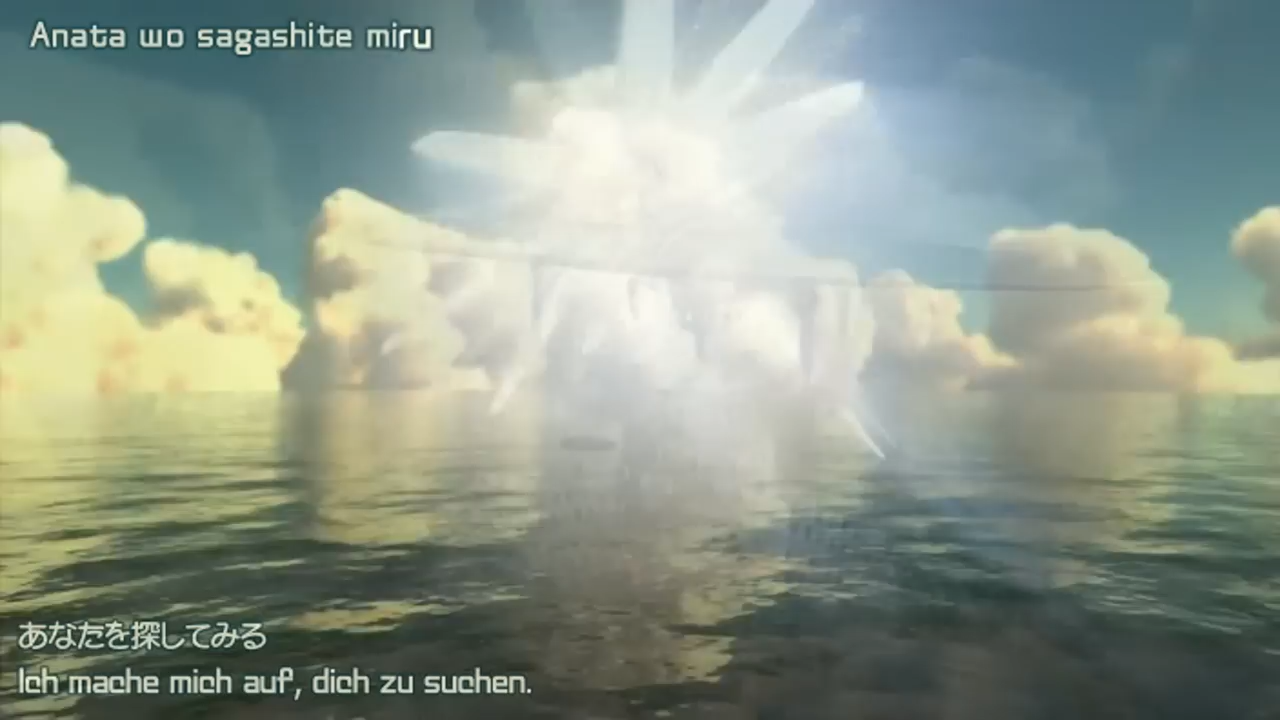 Anata wo sagashite miru
あなたを探してみる
Ich mache mich auf, dich zu suchen.